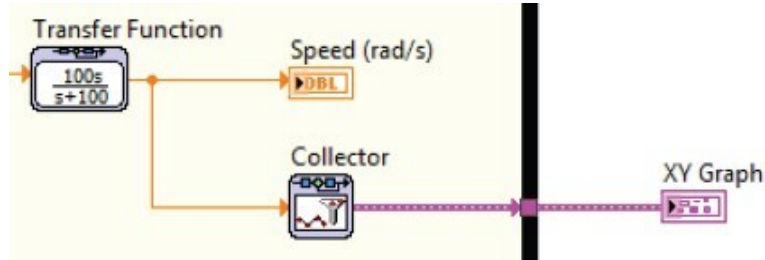 Transfer Function
100s
s+100
Speed (rad/s)
DBL
Collector
XY Graph